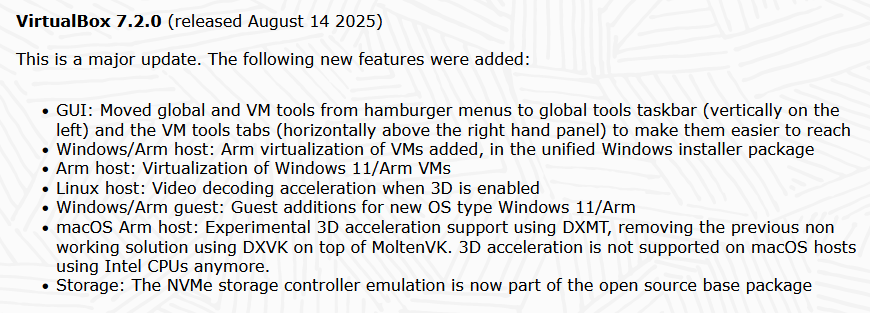 VirtualBox 7.2.0 (released August 14 2025)
This is a major update. The following new features were added:
• GUI: Moved global and VM tools from hamburger menus to global tools taskbar (vertically on the
left) and the VM tools tabs (horizontally above the right hand panel) to make them easier to reach
• Windows/Arm host: Arm virtualization of VMs added, in the unified Windows installer package
• Arm host: Virtualization of Windows 11/Arm VMs
• Linux host: Video decoding acceleration when 3D is enabled
• Windows/Arm guest: Guest additions for new OS type Windows 11/Arm
• macOS Arm host: Experimental 3D acceleration support using DXMT, removing the previous non
working solution using DXVK on top of MoltenVK. 3D acceleration is not supported on macOS hosts
using Intel CPUs anymore.
• Storage: The NVMe storage controller emulation is now part of the open source base package